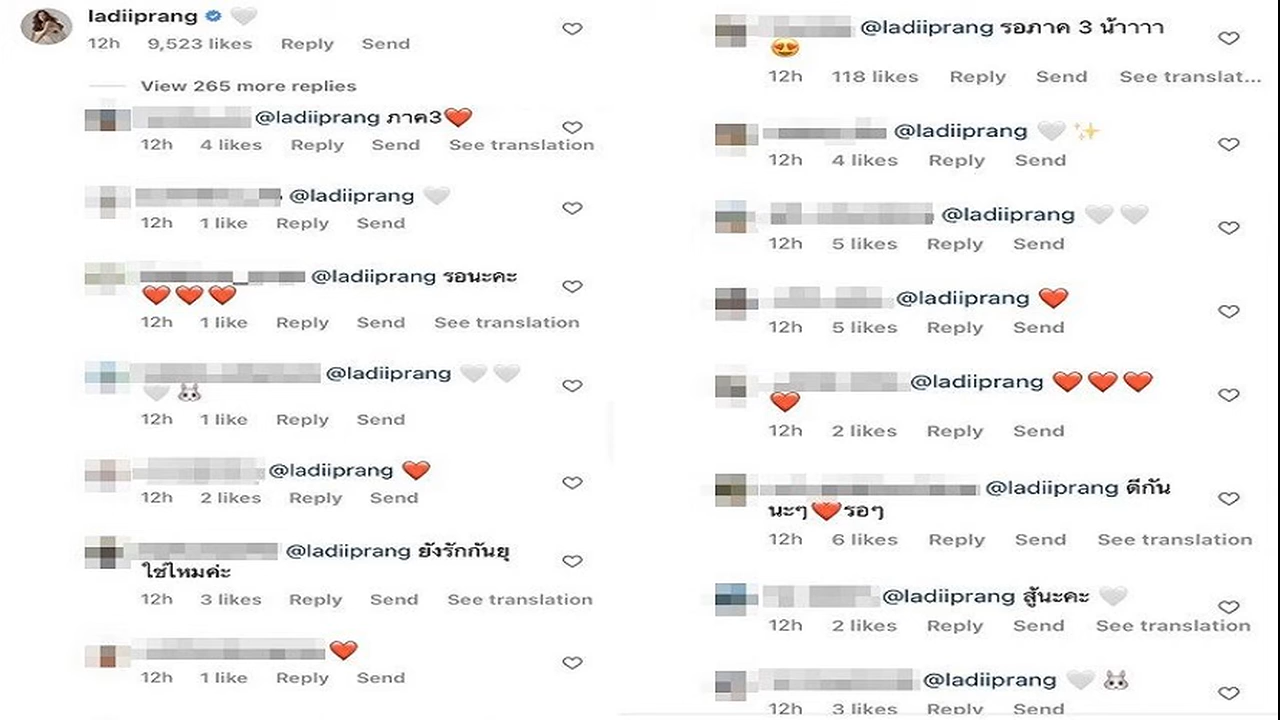 ladiiprang 🤍
12h 9,523 likes Reply Send
View 265 more replies
@ladiiprang ภาค3❤️
12h 4 likes Reply Send See translation
@ladiiprang 🤍
12h 1 like Reply Send
@ladiiprang รอนะคะ
❤️❤️❤️
12h 1 like Reply Send See translation
@ladiiprang 🤍🤍
🤍🐰
12h 1 like Reply Send
@ladiiprang ❤️
12h 2 likes Reply Send
@ladiiprang ยังรักกันยุ
ใช่ไหมค่ะ
12h 3 likes Reply Send See translation
❤️
12h 1 like Reply Send
@ladiiprang รอภาค 3 น้าาาา
😍
12h 118 likes Reply Send See translat...
@ladiiprang 🤍✨
12h 4 likes Reply Send
@ladiiprang 🤍🤍
12h 5 likes Reply Send
@ladiiprang ❤️
12h 5 likes Reply Send
@ladiiprang ❤️❤️❤️
❤️
12h 2 likes Reply Send
@ladiiprang ดีกัน
นะๆ❤️รอๆ
12h 6 likes Reply Send See translation
@ladiiprang สู้นะคะ 🤍
12h 2 likes Reply Send See translation
@ladiiprang 🤍🐰
12h 3 likes Reply Send